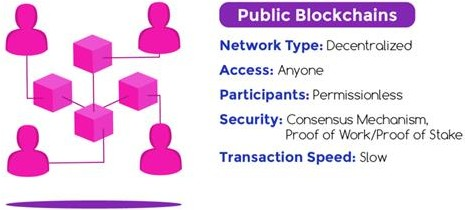 Public Blockchains
Network Type: Decentralized
Access: Anyone
Participants: Permissionless
Security: Consensus Mechanism,
Proof of Work/Proof of Stake
Transaction Speed: Slow